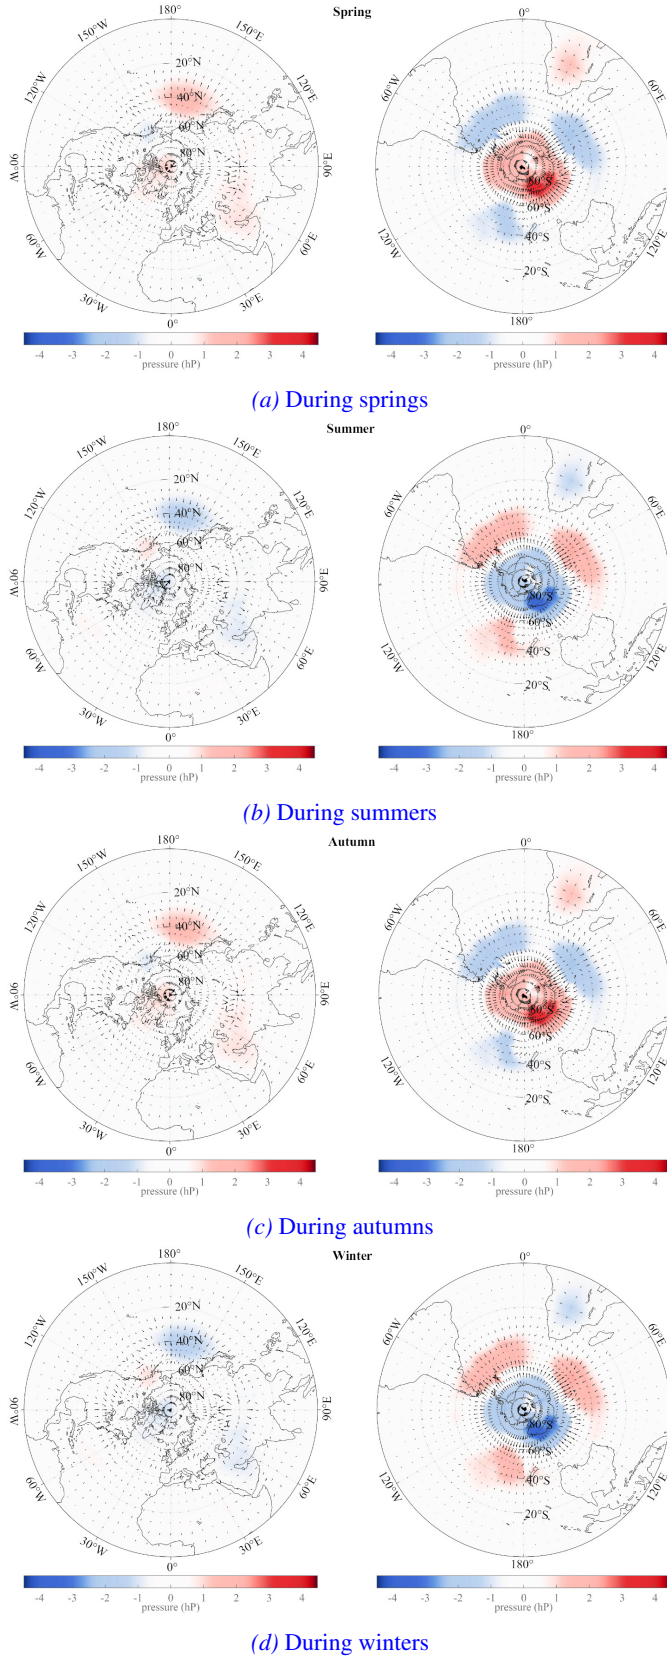 Spring
180°
150°W
150°E
120°W
120°E
20°N
40°N
60°N
80°N
90°W
90°E
60°W
60°E
30°W
30°E
0°
0°
60°W
60°E
80°S
60°S
40°S
20°S
120°W
120°E
180°
-4 -3 -2 -1 0 1 2 3 4
pressure (hP)
-4 -3 -2 -1 0 1 2 3 4
pressure (hP)
(a) During springs
Summer
180°
150°W
150°E
120°W
120°E
20°N
40°N
60°N
80°N
90°W
90°E
60°W
60°E
30°W
30°E
0°
0°
60°W
60°E
80°S
60°S
40°S
20°S
120°W
120°E
180°
-4 -3 -2 -1 0 1 2 3 4
pressure (hP)
-4 -3 -2 -1 0 1 2 3 4
pressure (hP)
(b) During summers
Autumn
180°
150°W
150°E
120°W
120°E
20°N
40°N
60°N
80°N
90°W
90°E
60°W
60°E
30°W
30°E
0°
0°
60°W
60°E
80°S
60°S
40°S
20°S
120°W
120°E
180°
-4 -3 -2 -1 0 1 2 3 4
pressure (hP)
-4 -3 -2 -1 0 1 2 3 4
pressure (hP)
(c) During autumns
Winter
180°
150°W
150°E
120°W
120°E
20°N
40°N
60°N
80°N
90°W
90°E
60°W
60°E
30°W
30°E
0°
0°
60°W
60°E
80°S
60°S
40°S
20°S
120°W
120°E
180°
-4 -3 -2 -1 0 1 2 3 4
pressure (hP)
-4 -3 -2 -1 0 1 2 3 4
pressure (hP)
(d) During winters